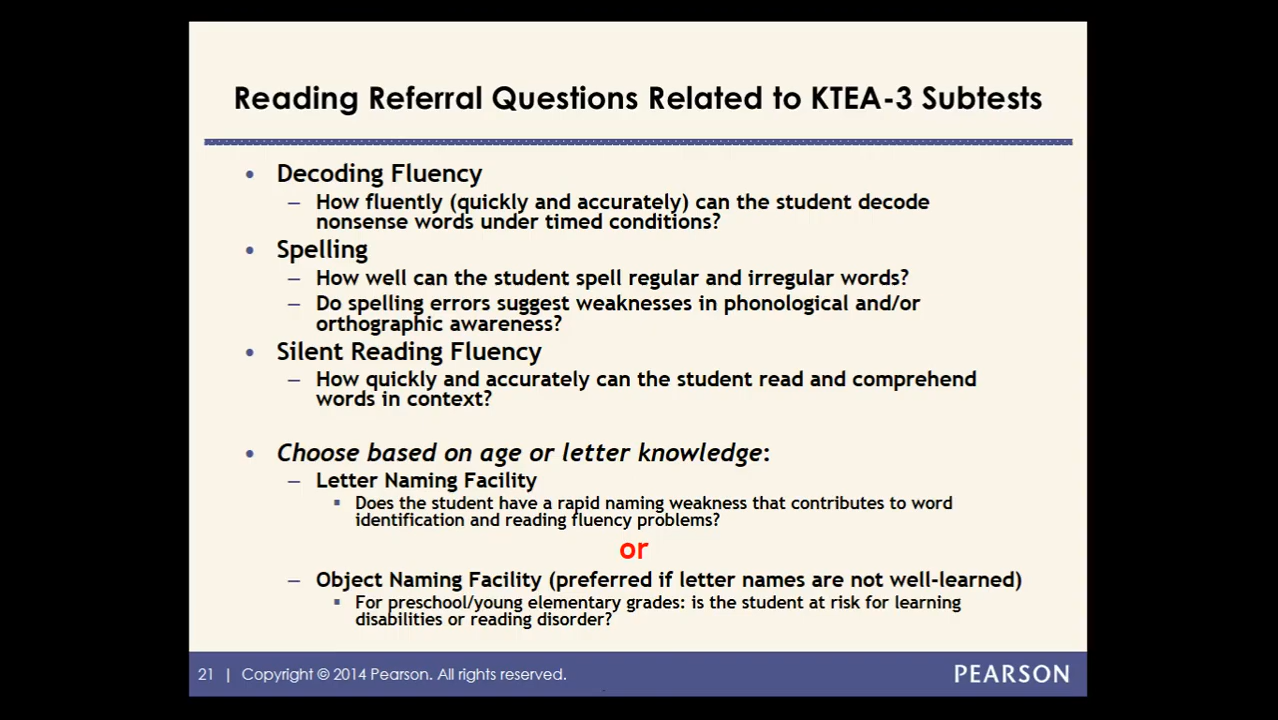 Reading Referral Questions Related to KTEA-3 Subtests
• Decoding Fluency
– How fluently (quickly and accurately) can the student decode
nonsense words under timed conditions?
• Spelling
– How well can the student spell regular and irregular words?
– Do spelling errors suggest weaknesses in phonological and/or
orthographic awareness?
• Silent Reading Fluency
– How quickly and accurately can the student read and comprehend
words in context?
• Choose based on age or letter knowledge:
– Letter Naming Facility
▪ Does the student have a rapid naming weakness that contributes to word
identification and reading fluency problems?
or
– Object Naming Facility (preferred if letter names are not well-learned)
▪ For preschool/young elementary grades: is the student at risk for learning
disabilities or reading disorder?
21 | Copyright © 2014 Pearson. All rights reserved.
PEARSON